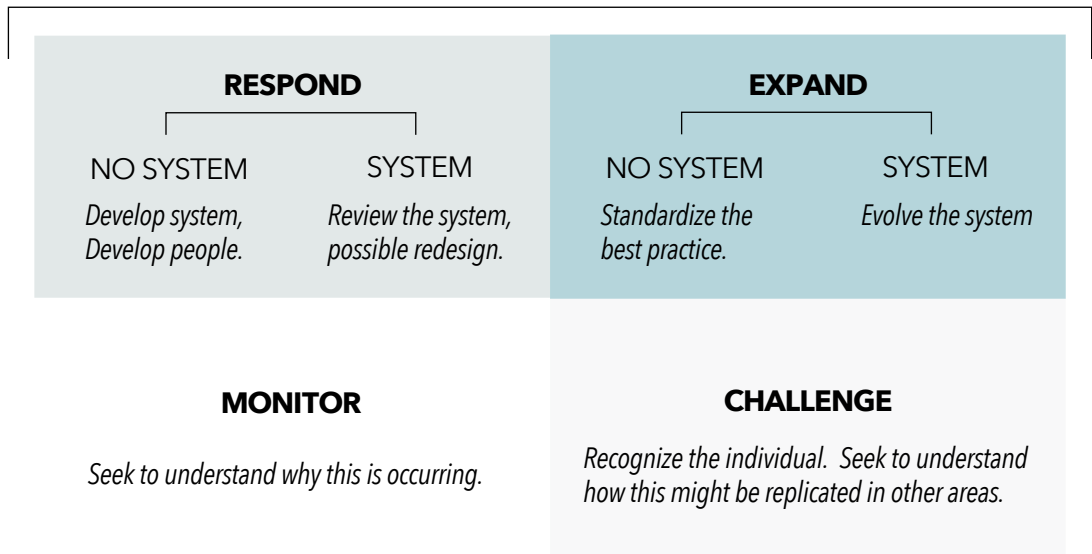 RESPOND
NO SYSTEM
Develop system,
Develop people.
SYSTEM
Review the system,
possible redesign.
EXPAND
NO SYSTEM
Standardize the
best practice.
SYSTEM
Evolve the system
MONITOR
Seek to understand why this is occurring.
CHALLENGE
Recognize the individual.  Seek to understand
how this might be replicated in other areas.